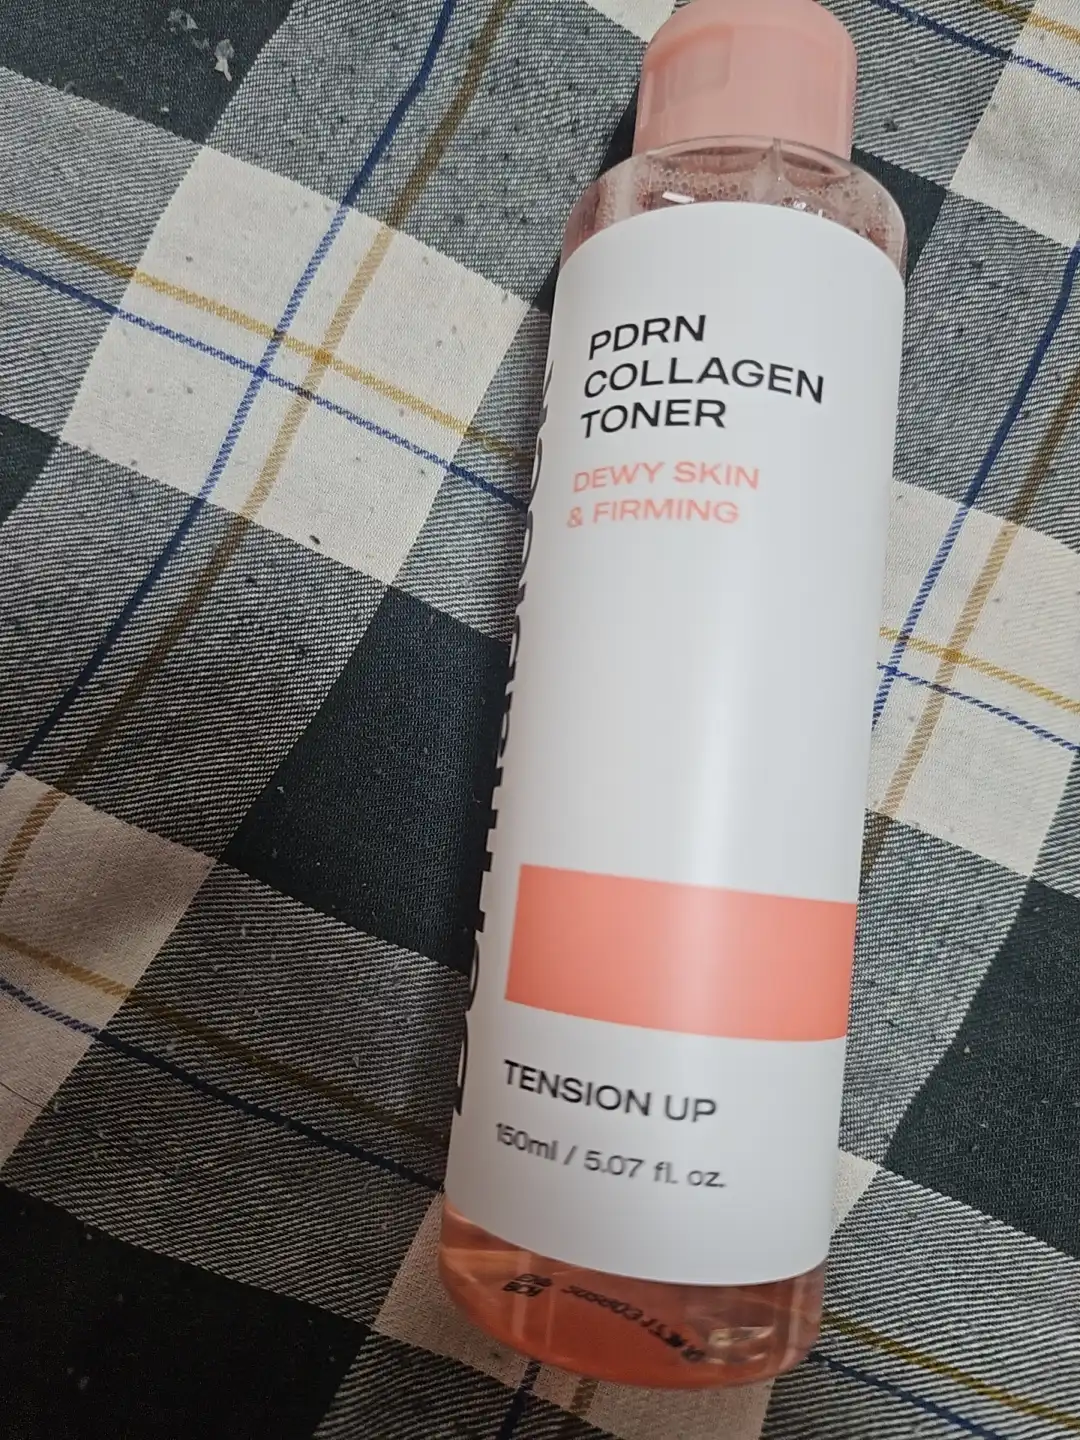 PDRN
COLLAGEN
TONER
DEWY SKIN
& FIRMING
TENSION UP
150ml / 5.07 fl. oz.